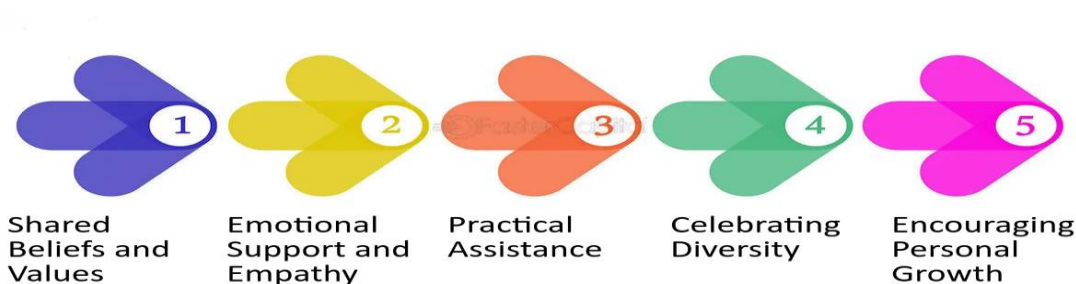 1
2
3
4
5
Shared
Beliefs and
Values
Emotional
Support and
Empathy
Practical
Assistance
Celebrating
Diversity
Encouraging
Personal
Growth